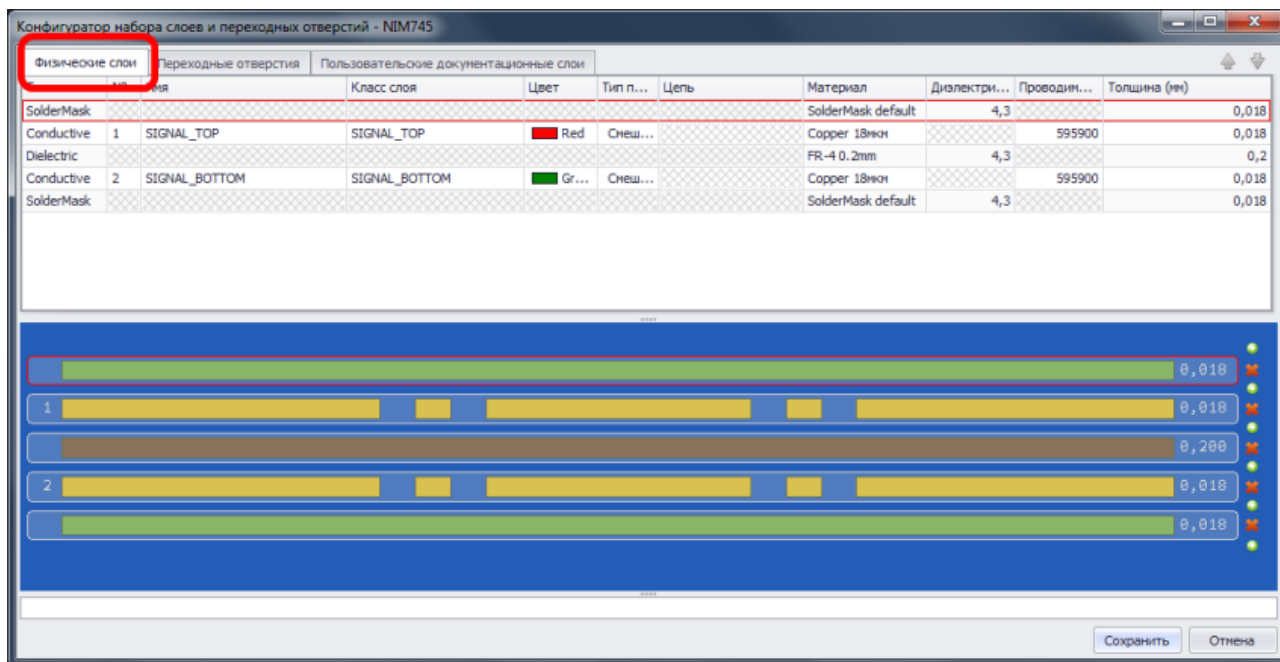 Конфигуратор набора слоев и переходных отверстий - NIM745
Физические слои Переходные отверстия Пользовательские документационные слои
Имя Класс слоя Цвет Тип п... Цепь Материал Диэлектри... Проводин... Толщина (мм)
SolderMask SolderMask default 4,3 0,018
Conductive 1 SIGNAL_TOP SIGNAL_TOP Red Смеш... Copper 18мкм 595900 0,018
Dielectric FR-4 0.2mm 4,3 0,2
Conductive 2 SIGNAL_BOTTOM SIGNAL_BOTTOM Gr... Смеш... Copper 18мкм 595900 0,018
SolderMask SolderMask default 4,3 0,018
0,018
1 0,018
0,200
2 0,018
0,018
Сохранить Отмена